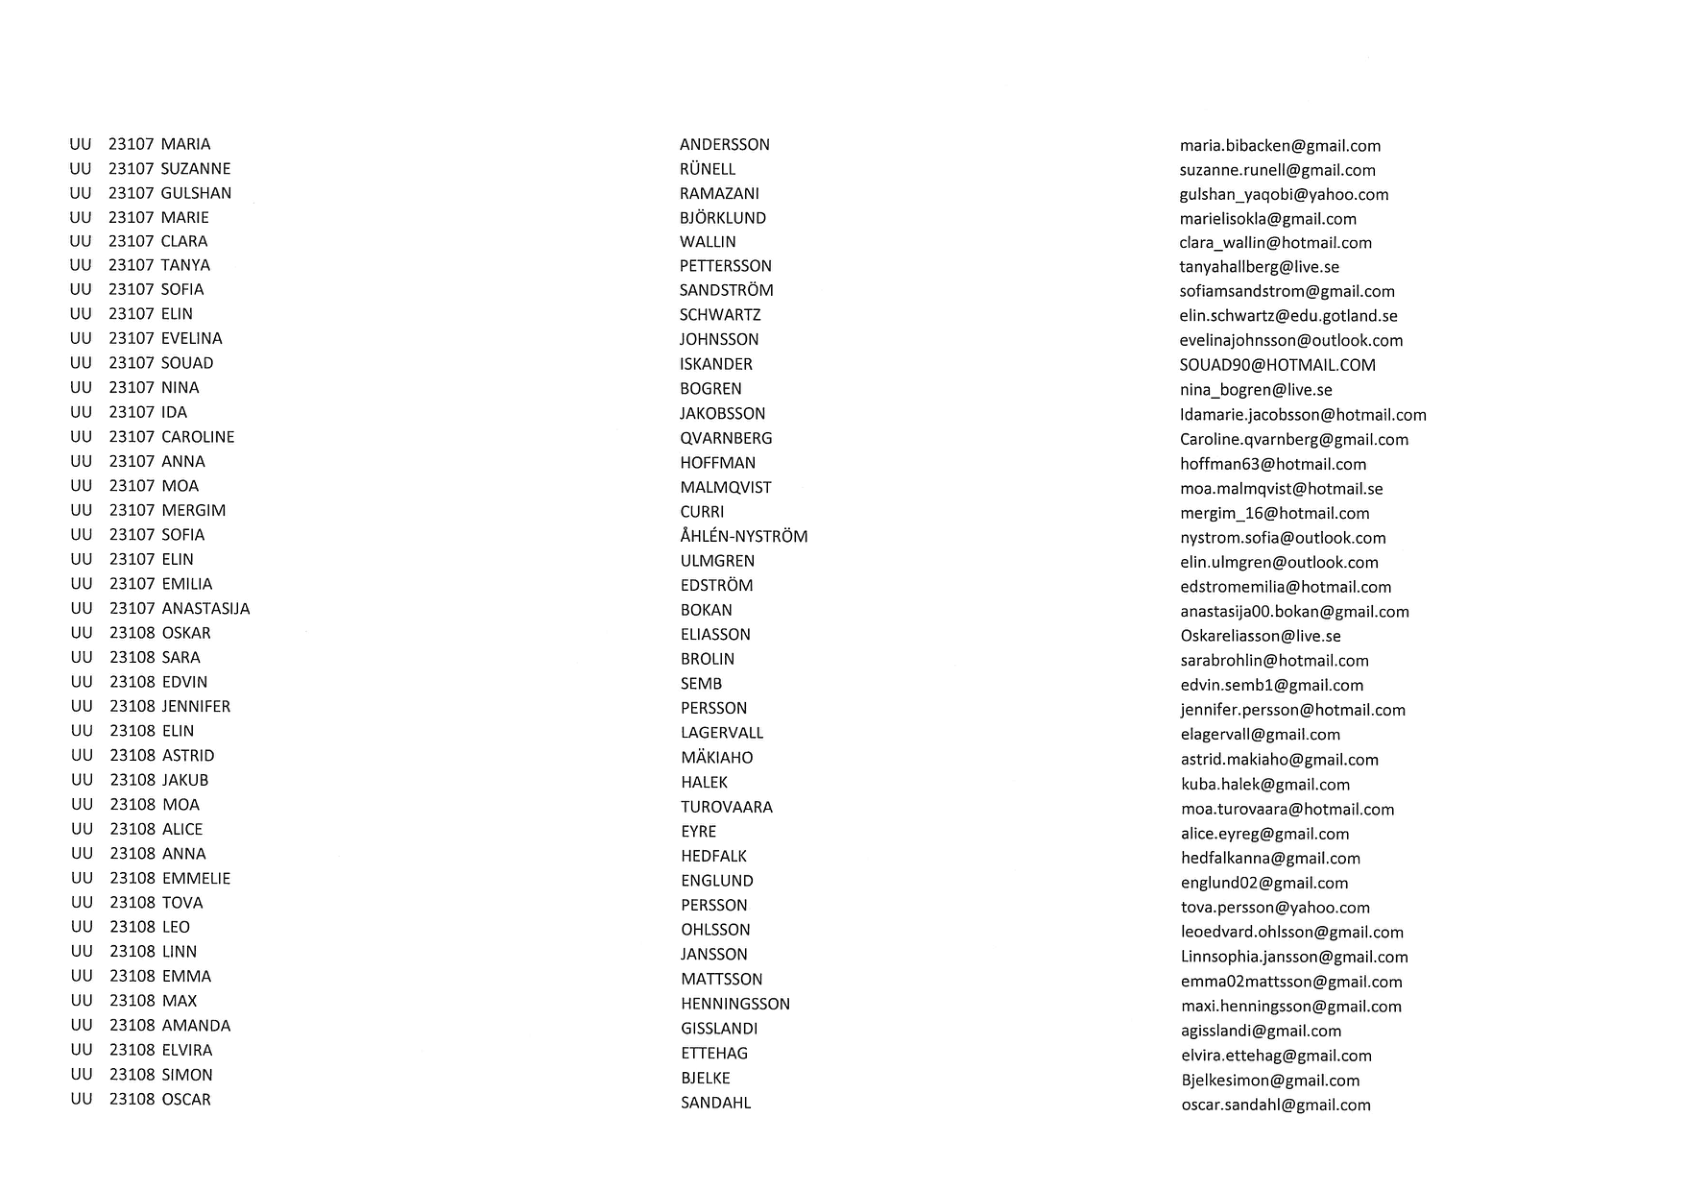 UU 23107 MARIA ANDERSSON maria.bibacken@gmail.com
UU 23107 SUZANNE RÜNELL suzanne.runell@gmail.com
UU 23107 GULSHAN RAMAZANI gulshan_yaqobi@yahoo.com
UU 23107 MARIE BJÖRKLUND marielisokla@gmail.com
UU 23107 CLARA WALLIN clara_wallin@hotmail.com
UU 23107 TANYA PETTERSSON tanyahallberg@live.se
UU 23107 SOFIA SANDSTRÖM sofiamsandstrom@gmail.com
UU 23107 ELIN SCHWARTZ elin.schwartz@edu.gotland.se
UU 23107 EVELINA JOHNSSON evelinajohnsson@outlook.com
UU 23107 SOUAD ISKANDER SOUAD90@HOTMAIL.COM
UU 23107 NINA BOGREN nina_bogren@live.se
UU 23107 IDA JAKOBSSON Idamarie.jacobsson@hotmail.com
UU 23107 CAROLINE QVARNBERG Caroline.qvarnberg@gmail.com
UU 23107 ANNA HOFFMAN hoffman63@hotmail.com
UU 23107 MOA MALMQVIST moa.malmqvist@hotmail.se
UU 23107 MERGIM CURRI mergim_16@hotmail.com
UU 23107 SOFIA ÅHLÉN-NYSTRÖM nystrom.sofia@outlook.com
UU 23107 ELIN ULMGREN elin.ulmgren@outlook.com
UU 23107 EMILIA EDSTRÖM edstromemilia@hotmail.com
UU 23107 ANASTASIJA BOKAN anastasija00.bokan@gmail.com
UU 23108 OSKAR ELIASSON Oskareliasson@live.se
UU 23108 SARA BROLIN sarabrohlin@hotmail.com
UU 23108 EDVIN SEMB edvin.semb1@gmail.com
UU 23108 JENNIFER PERSSON jennifer.persson@hotmail.com
UU 23108 ELIN LAGERVALL elagervall@gmail.com
UU 23108 ASTRID MÄKIAHO astrid.makiaho@gmail.com
UU 23108 JAKUB HALEK kuba.halek@gmail.com
UU 23108 MOA TUROVAARA moa.turovaara@hotmail.com
UU 23108 ALICE EYRE alice.eyreg@gmail.com
UU 23108 ANNA HEDFALK hedfalkanna@gmail.com
UU 23108 EMMELIE ENGLUND englund02@gmail.com
UU 23108 TOVA PERSSON tova.persson@yahoo.com
UU 23108 LEO OHLSSON leoedvard.ohlsson@gmail.com
UU 23108 LINN JANSSON Linnsophia.jansson@gmail.com
UU 23108 EMMA MATTSSON emma02mattsson@gmail.com
UU 23108 MAX HENNINGSSON maxi.henningsson@gmail.com
UU 23108 AMANDA GISSLANDI agisslandi@gmail.com
UU 23108 ELVIRA ETTEHAG elvira.ettehag@gmail.com
UU 23108 SIMON BJELKE Bjelkesimon@gmail.com
UU 23108 OSCAR SANDAHL oscar.sandahl@gmail.com